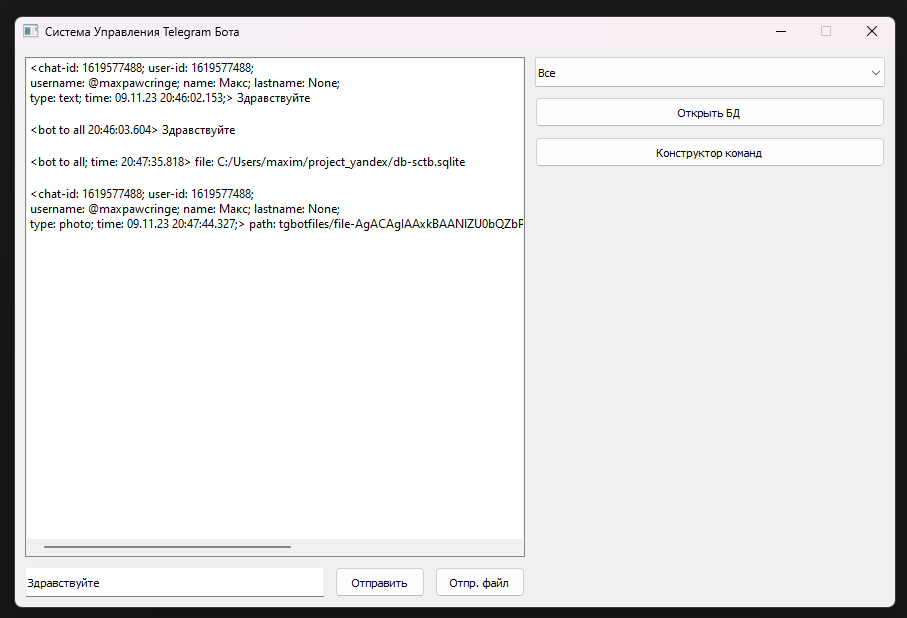 Система Управления Telegram Бота
<chat-id: 1619577488; user-id: 1619577488;
username: @maxpawcringe; name: Макс; lastname: None;
type: text; time: 09.11.23 20:46:02.153;> Здравствуйте
<bot to all 20:46:03.604> Здравствуйте
<bot to all; time: 20:47:35.818> file: C:/Users/maxim/project_yandex/db-sctb.sqlite
<chat-id: 1619577488; user-id: 1619577488;
username: @maxpawcringe; name: Макс; lastname: None;
type: photo; time: 09.11.23 20:47:44.327;> path:
Все
Открыть БД
Конструктор команд
Здравствуйте
Отправить
Отпр. файл